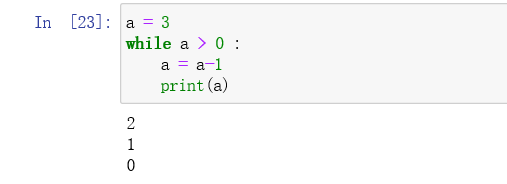 In [23]: a = 3
while a > 0 :
    a = a-1
    print(a)
2
1
0